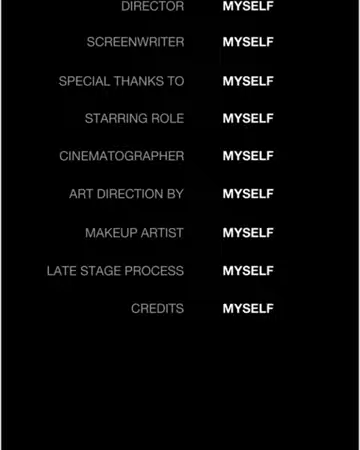 DIRECTOR MYSELF
SCREENWRITER MYSELF
SPECIAL THANKS TO MYSELF
STARRING ROLE MYSELF
CINEMATOGRAPHER MYSELF
ART DIRECTION BY MYSELF
MAKEUP ARTIST MYSELF
LATE STAGE PROCESS MYSELF
CREDITS MYSELF